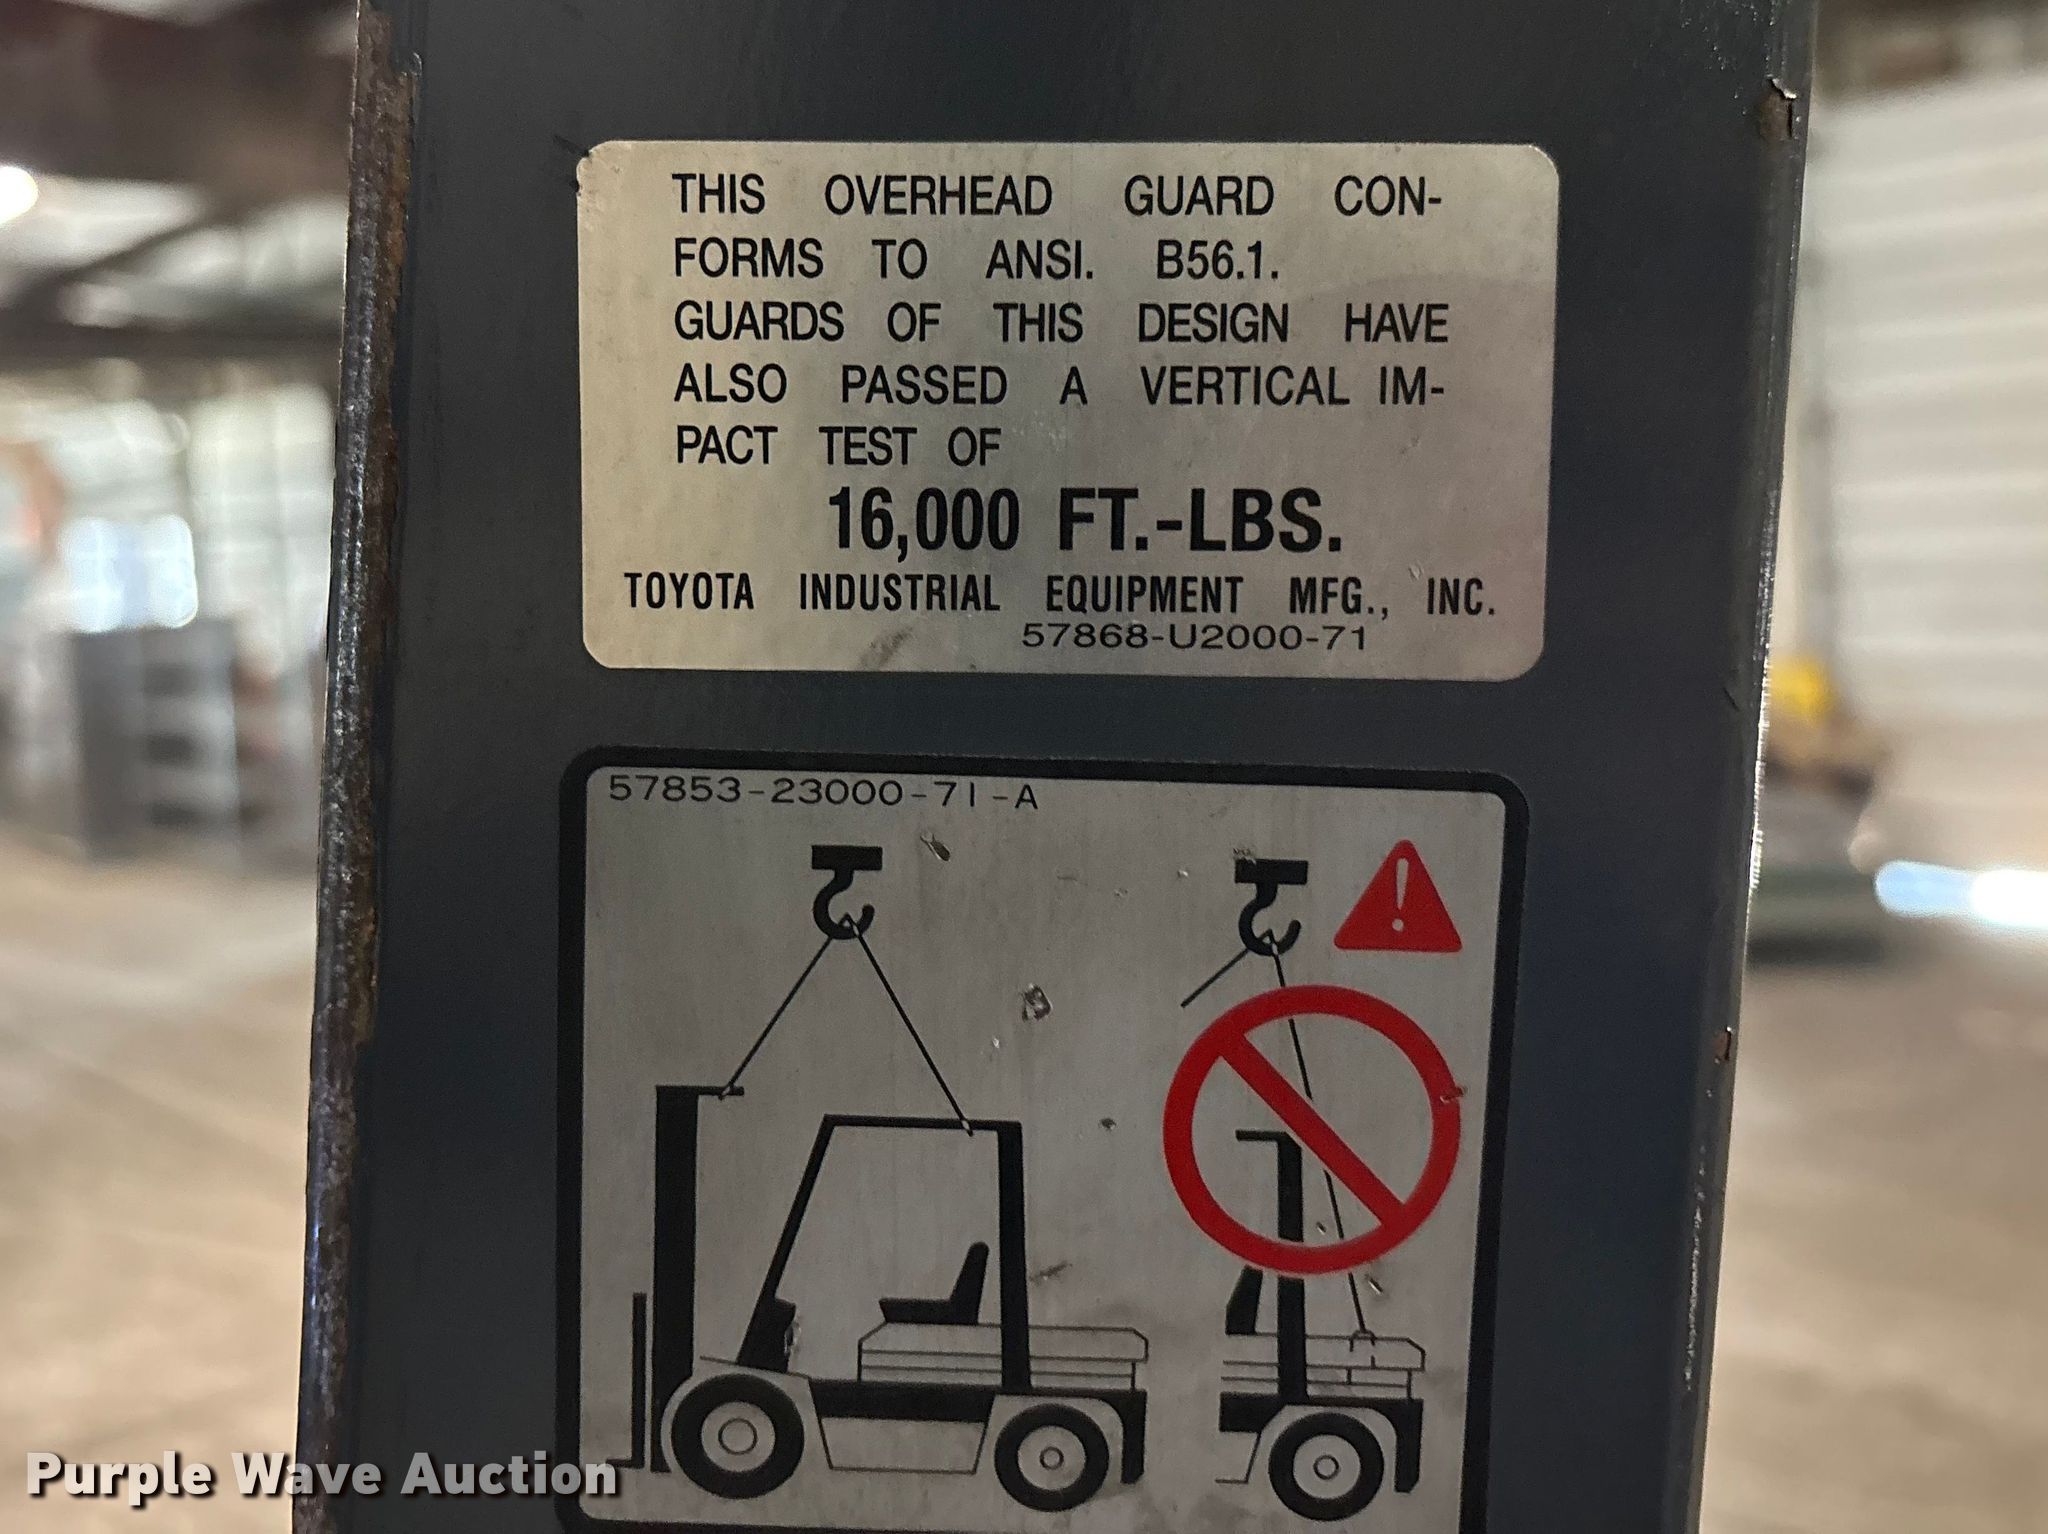 THIS OVERHEAD GUARD CON-
FORMS TO ANSI. B56.1.
GUARDS OF THIS DESIGN HAVE
ALSO PASSED A VERTICAL IM-
PACT TEST OF
16,000 FT.-LBS.
TOYOTA INDUSTRIAL EQUIPMENT MFG., INC.
57868-U2000-71
57853-23000-71-A
Purple Wave Auction